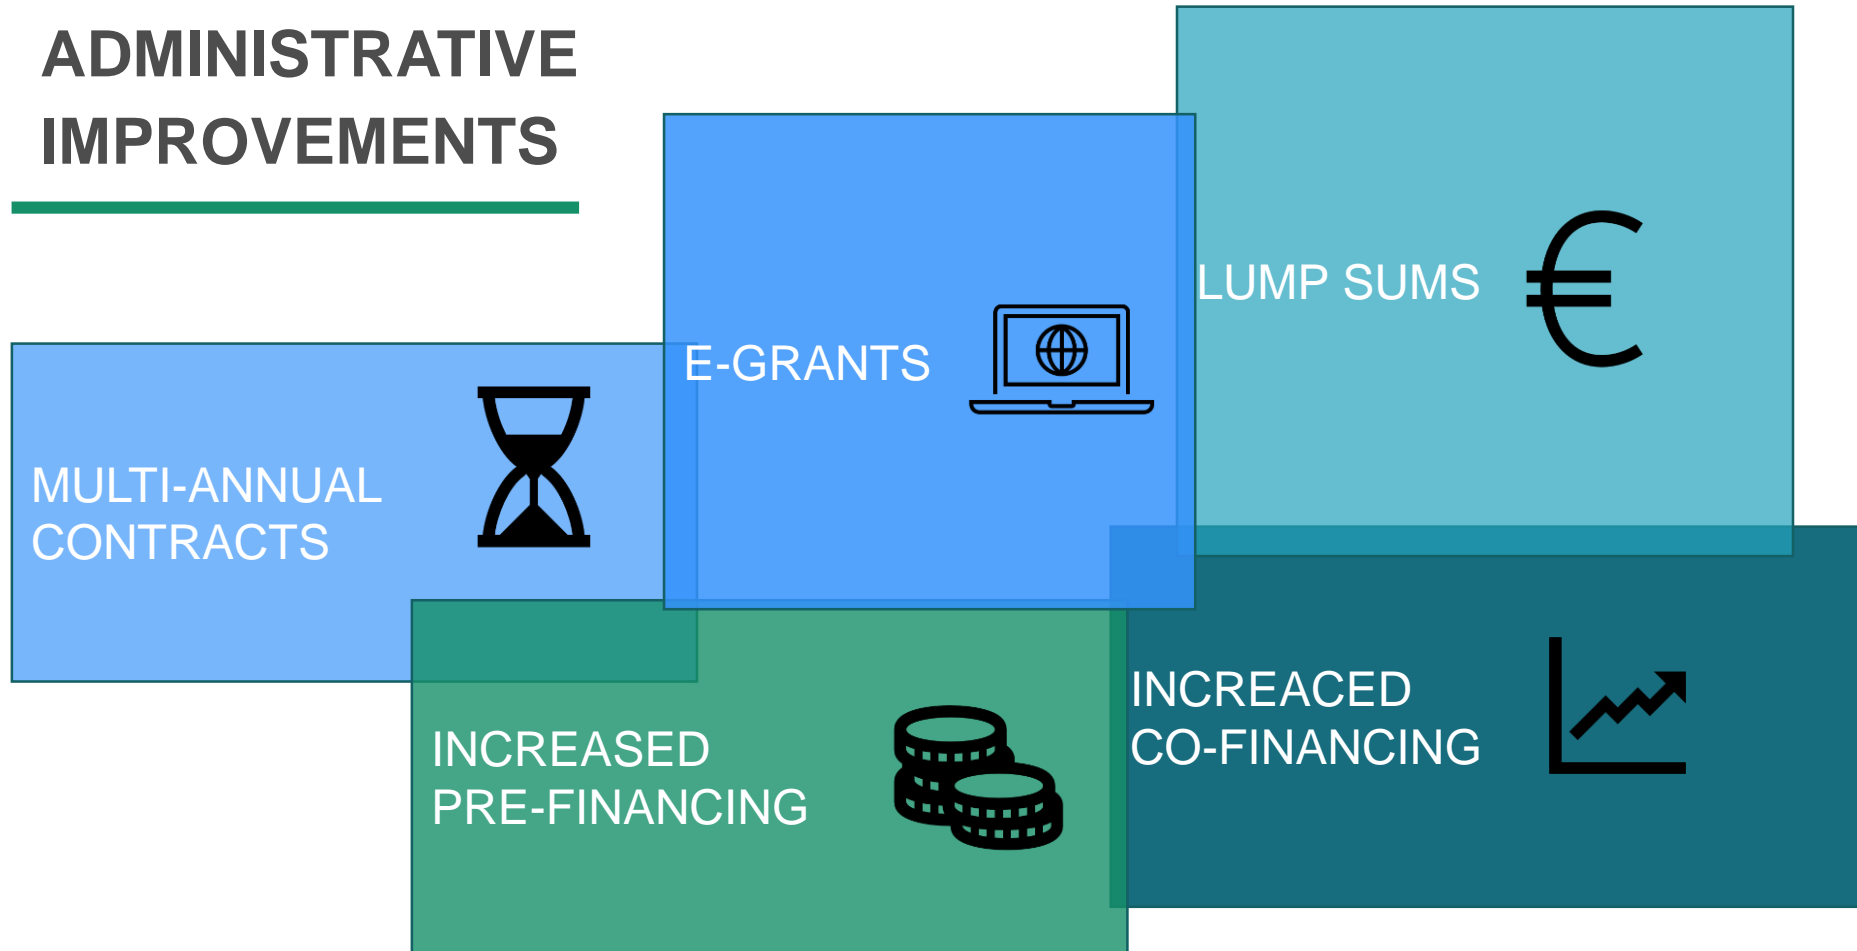 ADMINISTRATIVE
IMPROVEMENTS
MULTI-ANNUAL
CONTRACTS
E-GRANTS
LUMP SUMS
INCREASED
PRE-FINANCING
INCREACED
CO-FINANCING